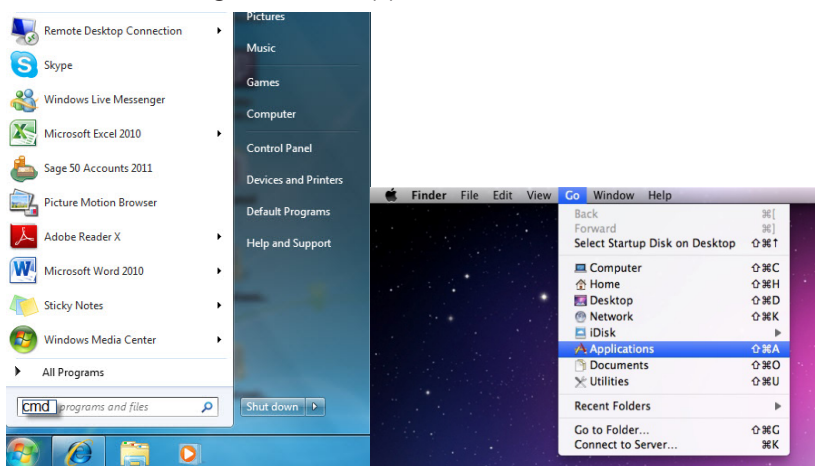 Remote Desktop Connection
Skype
Windows Live Messenger
Microsoft Excel 2010
Sage 50 Accounts 2011
Picture Motion Browser
Adobe Reader X
Microsoft Word 2010
Sticky Notes
Windows Media Center
All Programs
cmd programs and files
Pictures
Music
Games
Computer
Control Panel
Devices and Printers
Default Programs
Help and Support
Shut down
Finder File Edit View Go Window Help
Back ⌘[
Forward ⌘]
Select Startup Disk on Desktop ⇧⌘↑
Computer ⇧⌘C
Home ⇧⌘H
Desktop ⇧⌘D
Network ⇧⌘K
iDisk
Applications ⇧⌘A
Documents ⇧⌘O
Utilities ⇧⌘U
Recent Folders
Go to Folder... ⇧⌘G
Connect to Server... ⌘K